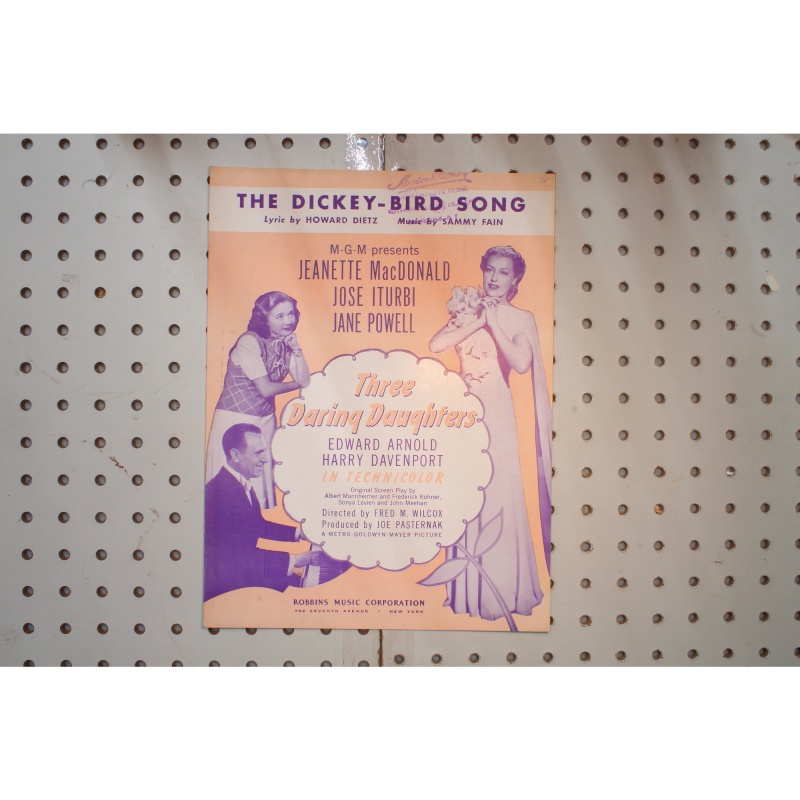 THE DICKEY-BIRD SONG
Lyric by HOWARD DIETZ Music by SAMMY FAIN
M-G-M presents
JEANETTE MacDONALD
JOSE ITURBI
JANE POWELL
Three
Daring Daughters
EDWARD ARNOLD
HARRY DAVENPORT
IN TECHNICOLOR
Original Screen Play by
Albert Mannheimer and Frederick Kohner,
Sonya Levien and John Meehan
Directed by FRED M. WILCOX
Produced by JOE PASTERNAK
A METRO-GOLDWYN-MAYER PICTURE
ROBBINS MUSIC CORPORATION
799 SEVENTH AVENUE • NEW YORK